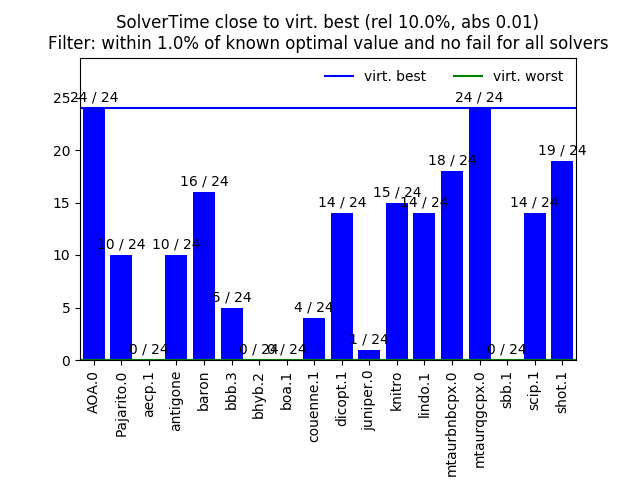 SolverTime close to virt. best (rel 10.0%, abs 0.01)
Filter: within 1.0% of known optimal value and no fail for all solvers
virt. best
virt. worst
25
20
15
10
5
0
24 / 24
10 / 24
0 / 24
10 / 24
16 / 24
5 / 24
0 / 24
0 / 24
4 / 24
14 / 24
1 / 24
15 / 24
14 / 24
18 / 24
24 / 24
0 / 24
14 / 24
19 / 24
AOA.0
Pajarito.0
aecp.1
antigone
baron
bbb.3
bhyb.2
boa.1
couenne.1
dicopt.1
juniper.0
knitro
lindo.1
mtaurbnbcpx.0
mtaurqgcpx.0
sbb.1
scip.1
shot.1